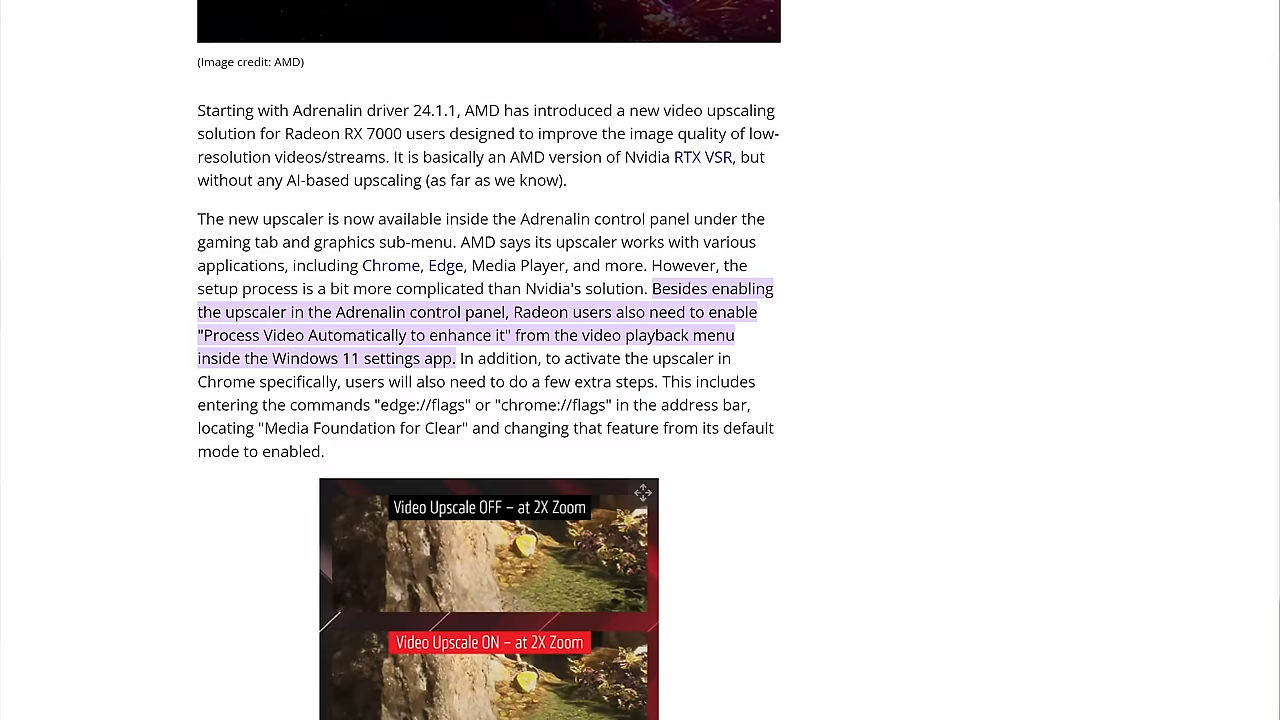 (Image credit: AMD)
Starting with Adrenalin driver 24.1.1, AMD has introduced a new video upscaling
solution for Radeon RX 7000 users designed to improve the image quality of low-
resolution videos/streams. It is basically an AMD version of Nvidia RTX VSR, but
without any AI-based upscaling (as far as we know).
The new upscaler is now available inside the Adrenalin control panel under the
gaming tab and graphics sub-menu. AMD says its upscaler works with various
applications, including Chrome, Edge, Media Player, and more. However, the
setup process is a bit more complicated than Nvidia's solution. Besides enabling
the upscaler in the Adrenalin control panel, Radeon users also need to enable
"Process Video Automatically to enhance it" from the video playback menu
inside the Windows 11 settings app. In addition, to activate the upscaler in
Chrome specifically, users will also need to do a few extra steps. This includes
entering the commands "edge://flags" or "chrome://flags" in the address bar,
locating "Media Foundation for Clear" and changing that feature from its default
mode to enabled.
Video Upscale OFF – at 2X Zoom
Video Upscale ON – at 2X Zoom